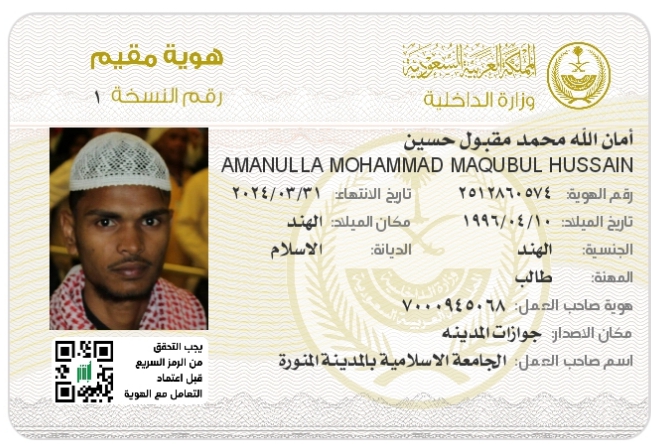 المملكة العربية السعودية
وزارة الداخلية
هوية مقيم
رقم النسخة ١
أمان الله محمد مقبول حسين
AMANULLA MOHAMMAD MAQUBUL HUSSAIN
رقم الهوية: ٢٥١٢٨٦٠٥٧٤ تاريخ الانتهاء: ٢٠٢٤/٠٣/٣١
تاريخ الميلاد: ١٩٩٦/٠٤/١٠ مكان الميلاد: الهند
الجنسية: الهند الديانة: الاسلام
المهنة: طالب
هوية صاحب العمل: ٧٠٠٠٩٤٥٠٦٨
مكان الاصدار: جوازات المدينه
اسم صاحب العمل: الجامعة الاسلامية بالمدينة المنورة
يجب التحقق
من الرمز السريع
قبل اعتماد
التعامل مع الهوية